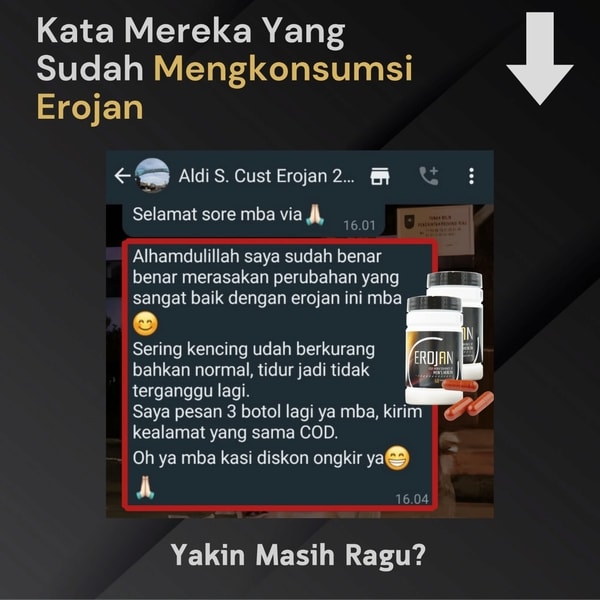 Kata Mereka Yang
Sudah Mengkonsumsi
Erojan
Aldi S. Cust Erojan 2...
Selamat sore mba via🙏🏻
16.01
Alhamdulillah saya sudah benar
benar merasakan perubahan yang
sangat baik dengan erojan ini mba
😊
Sering kencing udah berkurang
bahkan normal, tidur jadi tidak
terganggu lagi.
Saya pesan 3 botol lagi ya mba, kirim
kealamat yang sama COD.
Oh ya mba kasi diskon ongkir ya😁
🙏🏻
16.04
EROJAN
Yakin Masih Ragu?